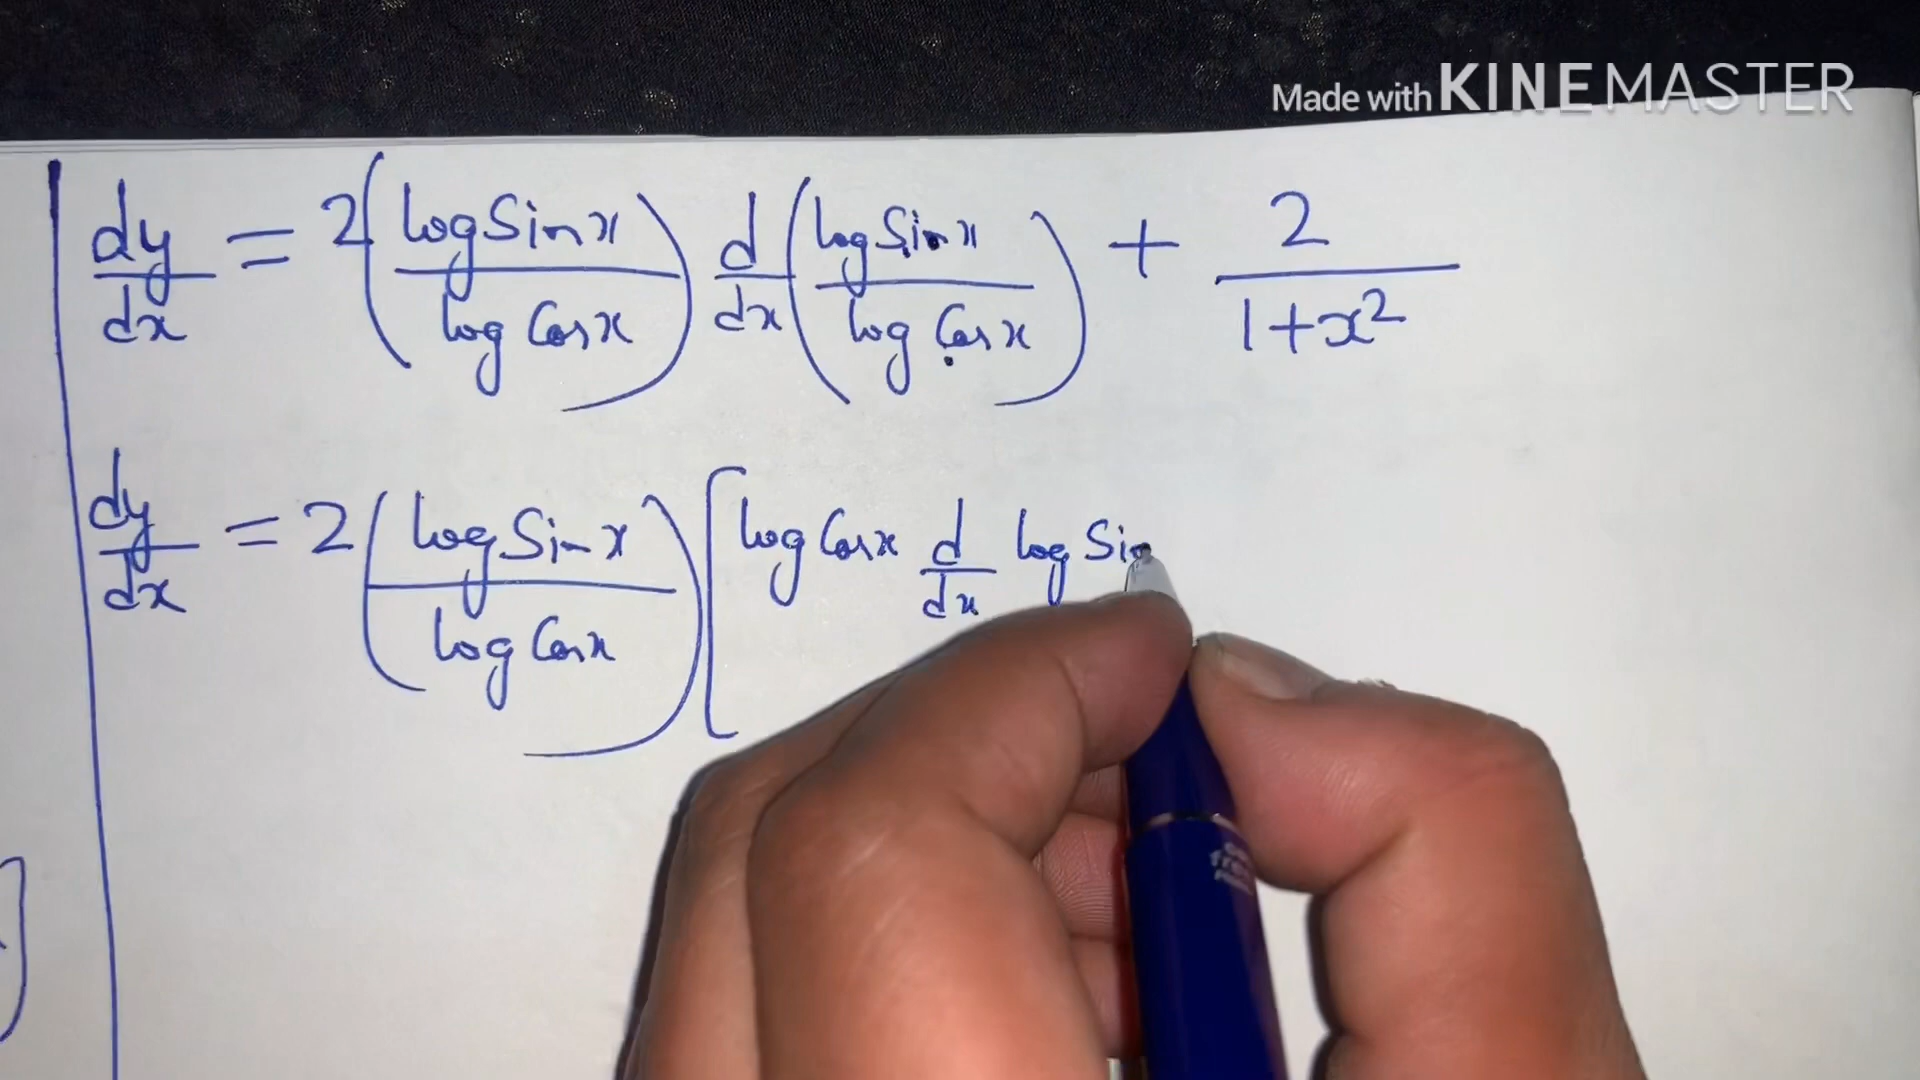 Made with KINEMASTER
dy/dx = 2(log Sin x / log Cos x) d/dx (log Sin x / log Cos x) + 2/(1+x²)
dy/dx = 2(log Sin x / log Cos x) [log Cos x d/dx log Sin